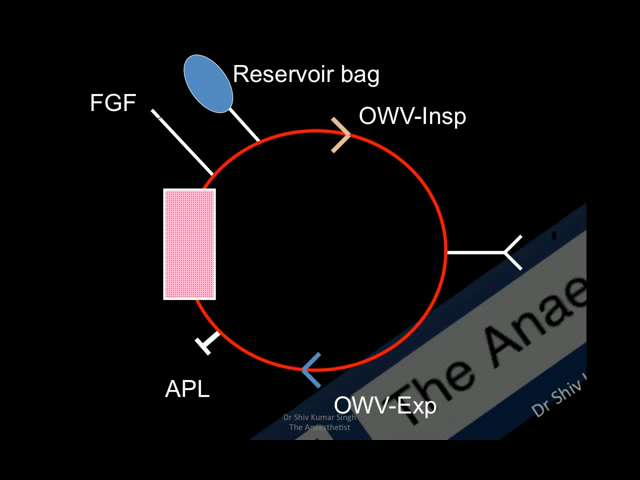 Reservoir bag
FGF
OWV-Insp
The Anae
APL
OWV-Exp
Dr Shiv
Dr Shiv Kumar Singh
The Anaesthetist